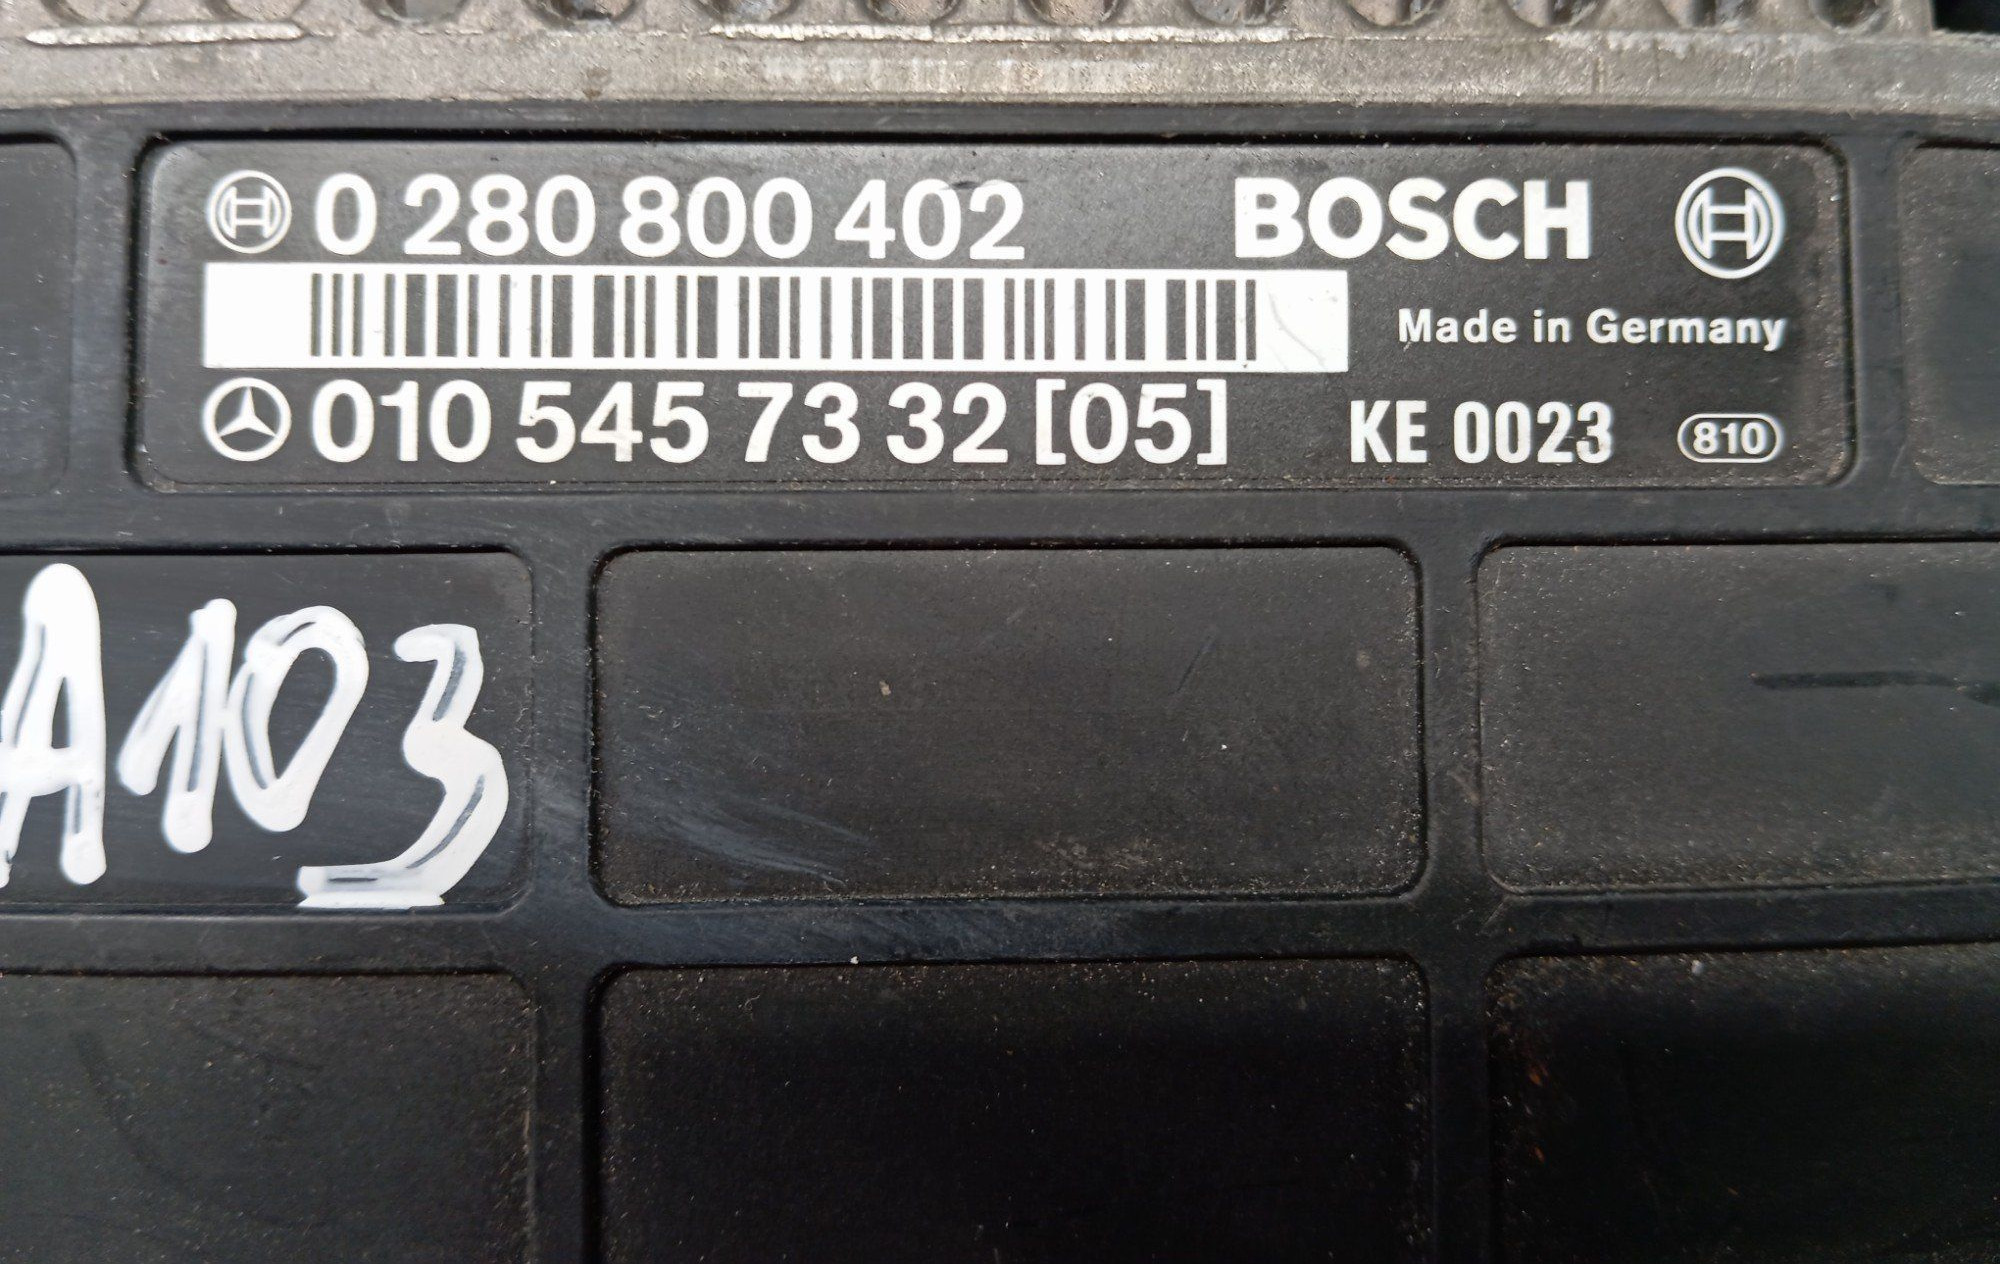 0 280 800 402 BOSCH
Made in Germany
010 545 73 32 [05] KE 0023 810
A103